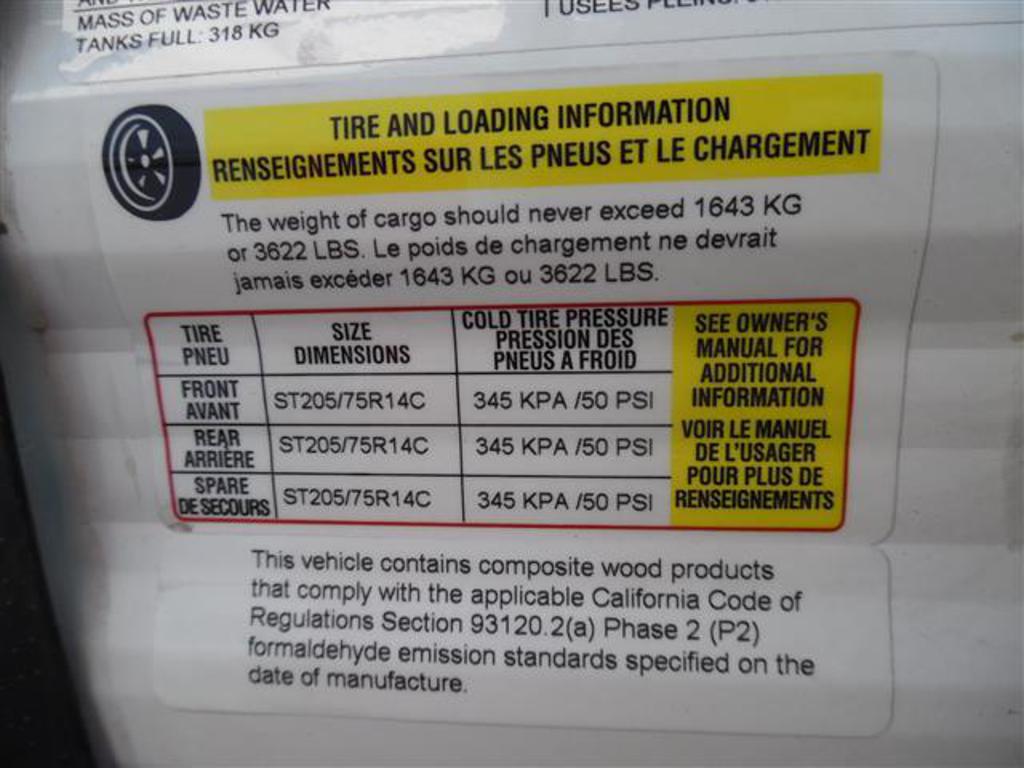 MASS OF WASTE WATER
TANKS FULL: 318 KG
TIRE AND LOADING INFORMATION
RENSEIGNEMENTS SUR LES PNEUS ET LE CHARGEMENT
The weight of cargo should never exceed 1643 KG
or 3622 LBS. Le poids de chargement ne devrait
jamais excéder 1643 KG ou 3622 LBS.
TIRE
PNEU
SIZE
DIMENSIONS
COLD TIRE PRESSURE
PRESSION DES
PNEUS A FROID
FRONT
AVANT
ST205/75R14C
345 KPA /50 PSI
REAR
ARRIÈRE
ST205/75R14C
345 KPA /50 PSI
SPARE
DE SECOURS
ST205/75R14C
345 KPA /50 PSI
SEE OWNER'S
MANUAL FOR
ADDITIONAL
INFORMATION
VOIR LE MANUEL
DE L'USAGER
POUR PLUS DE
RENSEIGNEMENTS
This vehicle contains composite wood products
that comply with the applicable California Code of
Regulations Section 93120.2(a) Phase 2 (P2)
formaldehyde emission standards specified on the
date of manufacture.